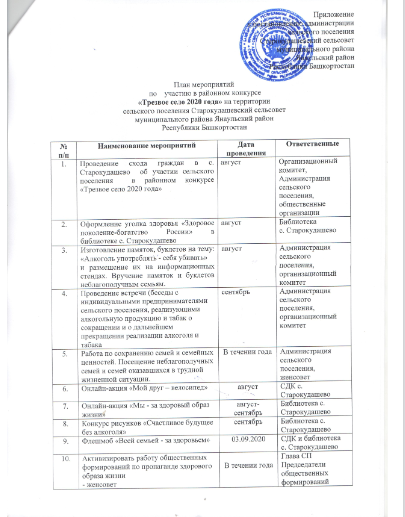 Приложение
администрации
поселения
сельсовет
муниципального района
Янаульский район
Республики Башкортостан
План мероприятий
по участию в районном конкурсе
«Трезвое село 2020 года» на территории
сельского поселения Старокудашевский сельсовет
муниципального района Янаульский район
Республики Башкортостан
№ п/п Наименование мероприятий Дата проведения Ответственные
1. Проведение схода граждан в с. август Организационный
Старокудашево об участии сельского комитет,
поселения в районном конкурсе Администрация
«Трезвое село 2020 года» сельского
поселения,
общественные
организации
2. Оформление уголка здоровья «Здоровое август Библиотека
поколение-богатство России» в с. Старокудашево
библиотеке с. Старокудашево
3. Изготовление памяток, буклетов на тему: август Администрация
«Алкоголь употреблять - себя убивать» сельского
и размещение их на информационных поселения,
стендах. Вручение памяток и буклетов организационный
неблагополучным семьям. комитет
4. Проведение встречи (беседы с сентябрь Администрация
индивидуальными предпринимателями сельского
сельского поселения, реализующими поселения,
алкогольную продукцию и табак о организационный
сокращении и о дальнейшем комитет
прекращении реализации алкоголя и
табака
5. Работа по сохранению семьи и семейных В течении года Администрация
ценностей. Посещение неблагополучных сельского
семей и семей оказавшихся в трудной поселения,
жизненной ситуации. женсовет
6. Онлайн-акция «Мой друг – велосипед» август СДК с.
Старокудашево
7. Онлайн-акция «Мы - за здоровый образ август- Библиотека с.
жизни» сентябрь Старокудашево
8. Конкурс рисунков «Счастливое будущее сентябрь Библиотека с.
без алкоголя» Старокудашево
9. Флешмоб «Всей семьей - за здоровьем» 03.09.2020 СДК и библиотека
с. Старокудашево
10. Активизировать работу общественных В течении года Глава СП
формирований по пропаганде здорового Председатели
образа жизни общественных
- женсовет формирований